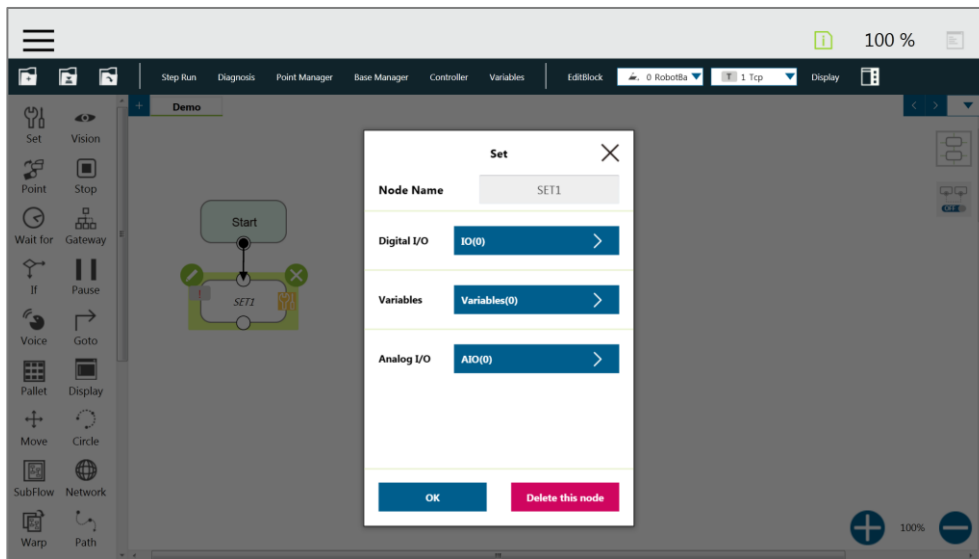 100 %
Step Run Diagnosis Point Manager Base Manager Controller Variables EditBlock 0 RobotBa T 1 Tcp Display
+ Demo
Set Vision
Point Stop
Wait for Gateway
If Pause
Voice Goto
Pallet Display
Move Circle
SubFlow Network
Warp Path
Start
SET1
Set
Node Name SET1
Digital I/O IO(0)
Variables Variables(0)
Analog I/O AIO(0)
OK Delete this node
OFF
100%